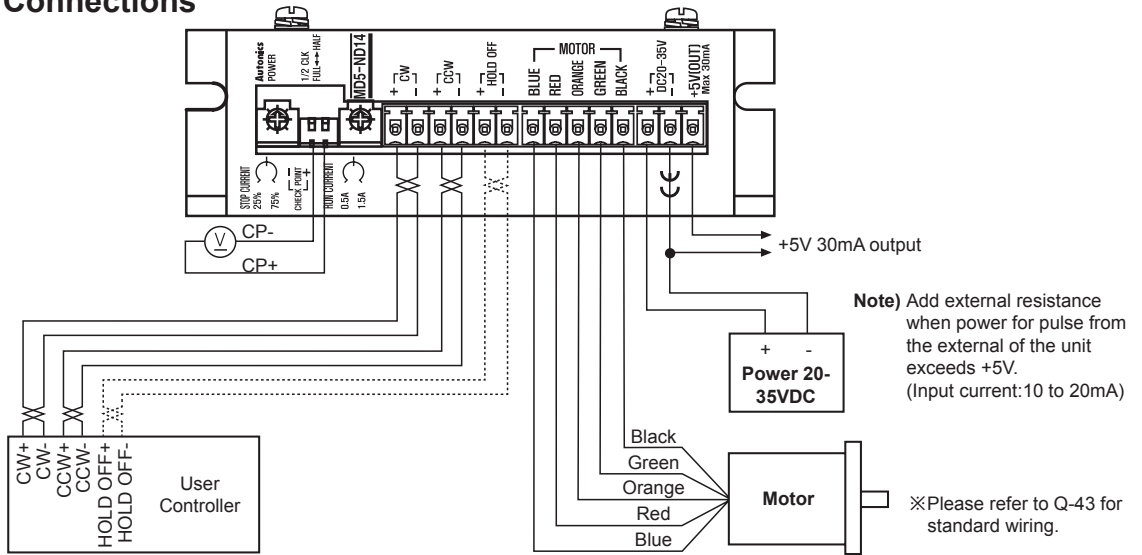 Connections
Autonics
POWER
1/2 CLK
FULL↔HALF
MD5-ND14
+ CW -
+ CCW -
+ HOLD OFF -
MOTOR
BLUE
RED
ORANGE
GREEN
BLACK
+ DC20-35V -
+5V(OUT)
Max 30mA
STOP CURRENT
25%
75%
- +
CHECK POINT
RUN CURRENT
0.5A
1.5A
V
CP-
CP+
+5V 30mA output
Note) Add external resistance
when power for pulse from
the external of the unit
exceeds +5V.
(Input current:10 to 20mA)
+ -
Power 20-
35VDC
CW+
CW-
CCW+
CCW-
HOLD OFF+
HOLD OFF-
User
Controller
Black
Green
Orange
Red
Blue
Motor
※Please refer to Q-43 for
standard wiring.